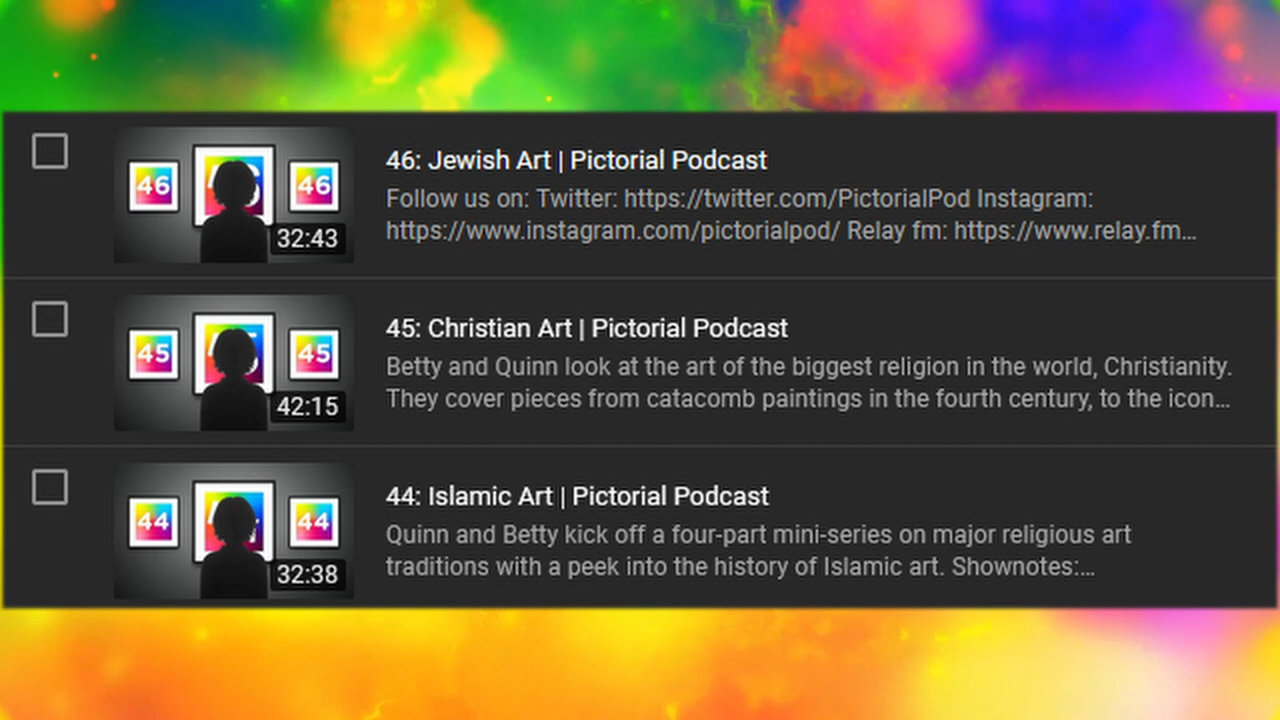 46
46
32:43
46: Jewish Art | Pictorial Podcast
Follow us on: Twitter: https://twitter.com/PictorialPod Instagram:
https://www.instagram.com/pictorialpod/ Relay fm: https://www.relay.fm...
45
45
42:15
45: Christian Art | Pictorial Podcast
Betty and Quinn look at the art of the biggest religion in the world, Christianity.
They cover pieces from catacomb paintings in the fourth century, to the icon...
44
44
32:38
44: Islamic Art | Pictorial Podcast
Quinn and Betty kick off a four-part mini-series on major religious art
traditions with a peek into the history of Islamic art. Shownotes:...